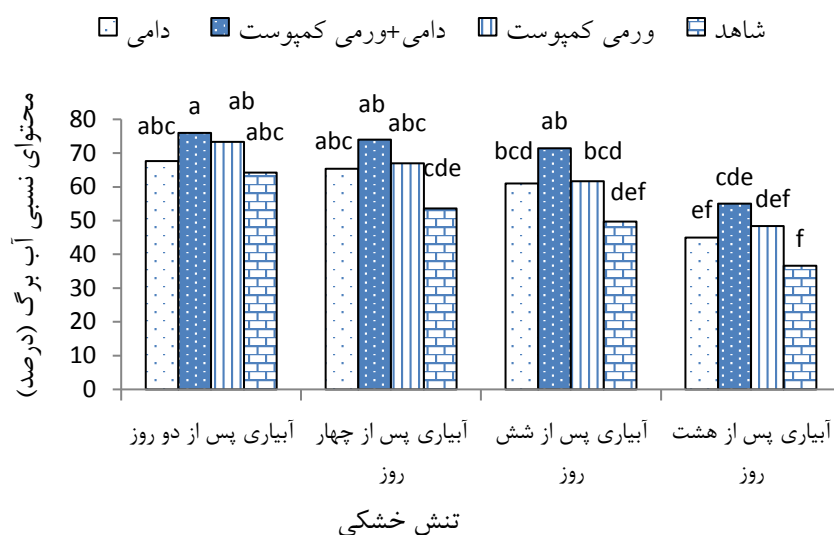 شاهد ورمی کمپوست دامی+ورمی کمپوست دامی
محتوای نسبی آب برگ (درصد)
80
70
60
50
40
30
20
10
0
abc a ab abc
abc ab abc cde
bcd ab bcd def
ef cde def f
آبیاری پس از دو روز
آبیاری پس از چهار
روز
آبیاری پس از شش
روز
آبیاری پس از هشت
روز
تنش خشکی